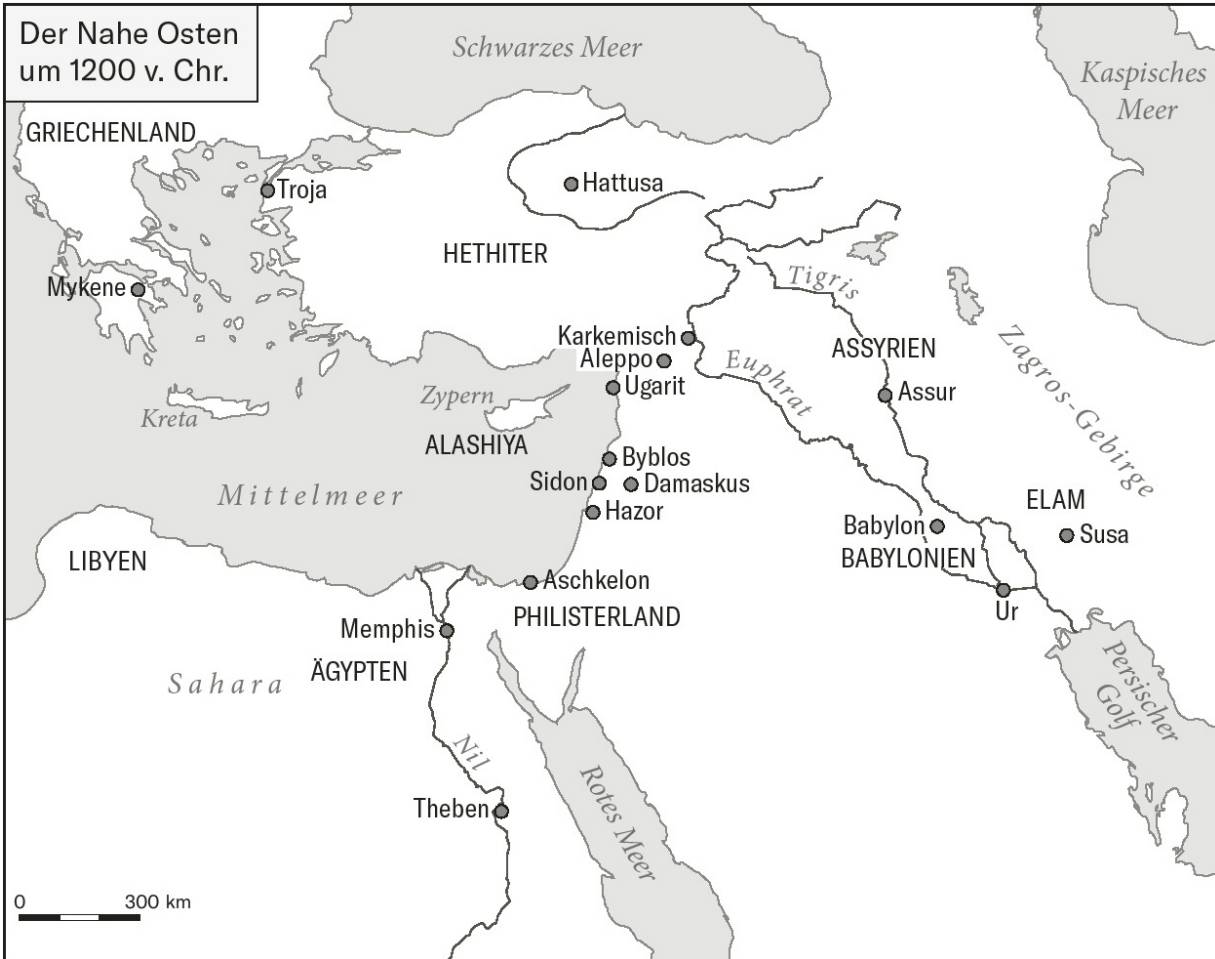 Der Nahe Osten
um 1200 v. Chr.
Schwarzes Meer
Kaspisches
Meer
GRIECHENLAND
Troja
Hattusa
HETHITER
Mykene
Tigris
Karkemisch
Aleppo
Ugarit
Euphrat
ASSYRIEN
Assur
Zagros-Gebirge
Kreta
Zypern
ALASHIYA
Mittelmeer
Byblos
Sidon
Damaskus
Hazor
ELAM
Susa
Babylon
BABYLONIEN
Ur
LIBYEN
Aschkelon
PHILISTERLAND
Memphis
ÄGYPTEN
Sahara
Nil
Theben
Rotes Meer
Persischer
Golf
0 300 km